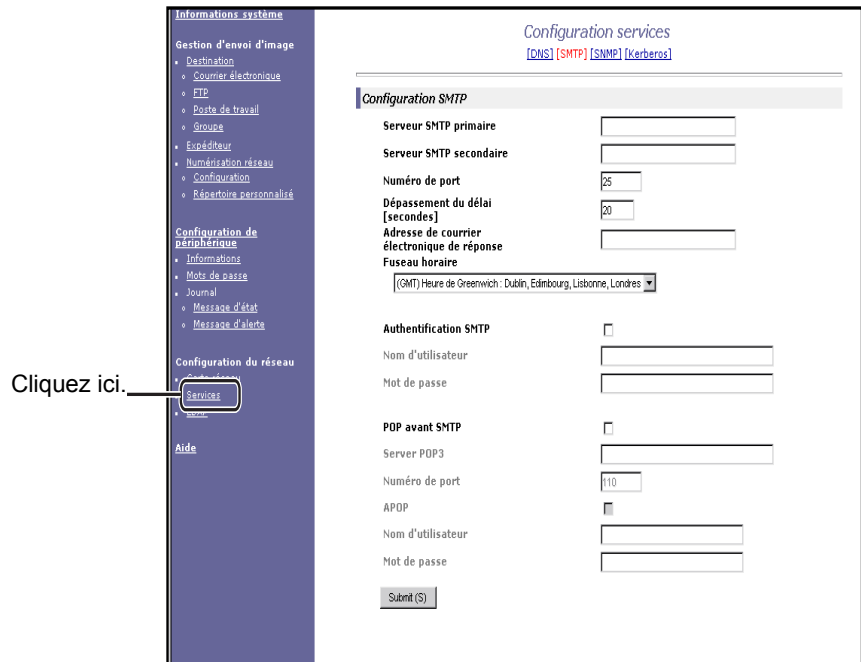 Informations système
Gestion d'envoi d'image
Destination
Courrier électronique
FTP
Poste de travail
Groupe
Expéditeur
Numérisation réseau
Configuration
Répertoire personnalisé
Configuration de
périphérique
Informations
Mots de passe
Journal
Message d'état
Message d'alerte
Configuration du réseau
Services
Aide
Cliquez ici.
Configuration services
[DNS] [SMTP] [SNMP] [Kerberos]
Configuration SMTP
Serveur SMTP primaire
Serveur SMTP secondaire
Numéro de port
25
Dépassement du délai
[secondes]
20
Adresse de courrier
électronique de réponse
Fuseau horaire
(GMT) Heure de Greenwich : Dublin, Edimbourg, Lisbonne, Londres
Authentification SMTP
Nom d'utilisateur
Mot de passe
POP avant SMTP
Server POP3
Numéro de port
110
APOP
Nom d'utilisateur
Mot de passe
Submit (S)